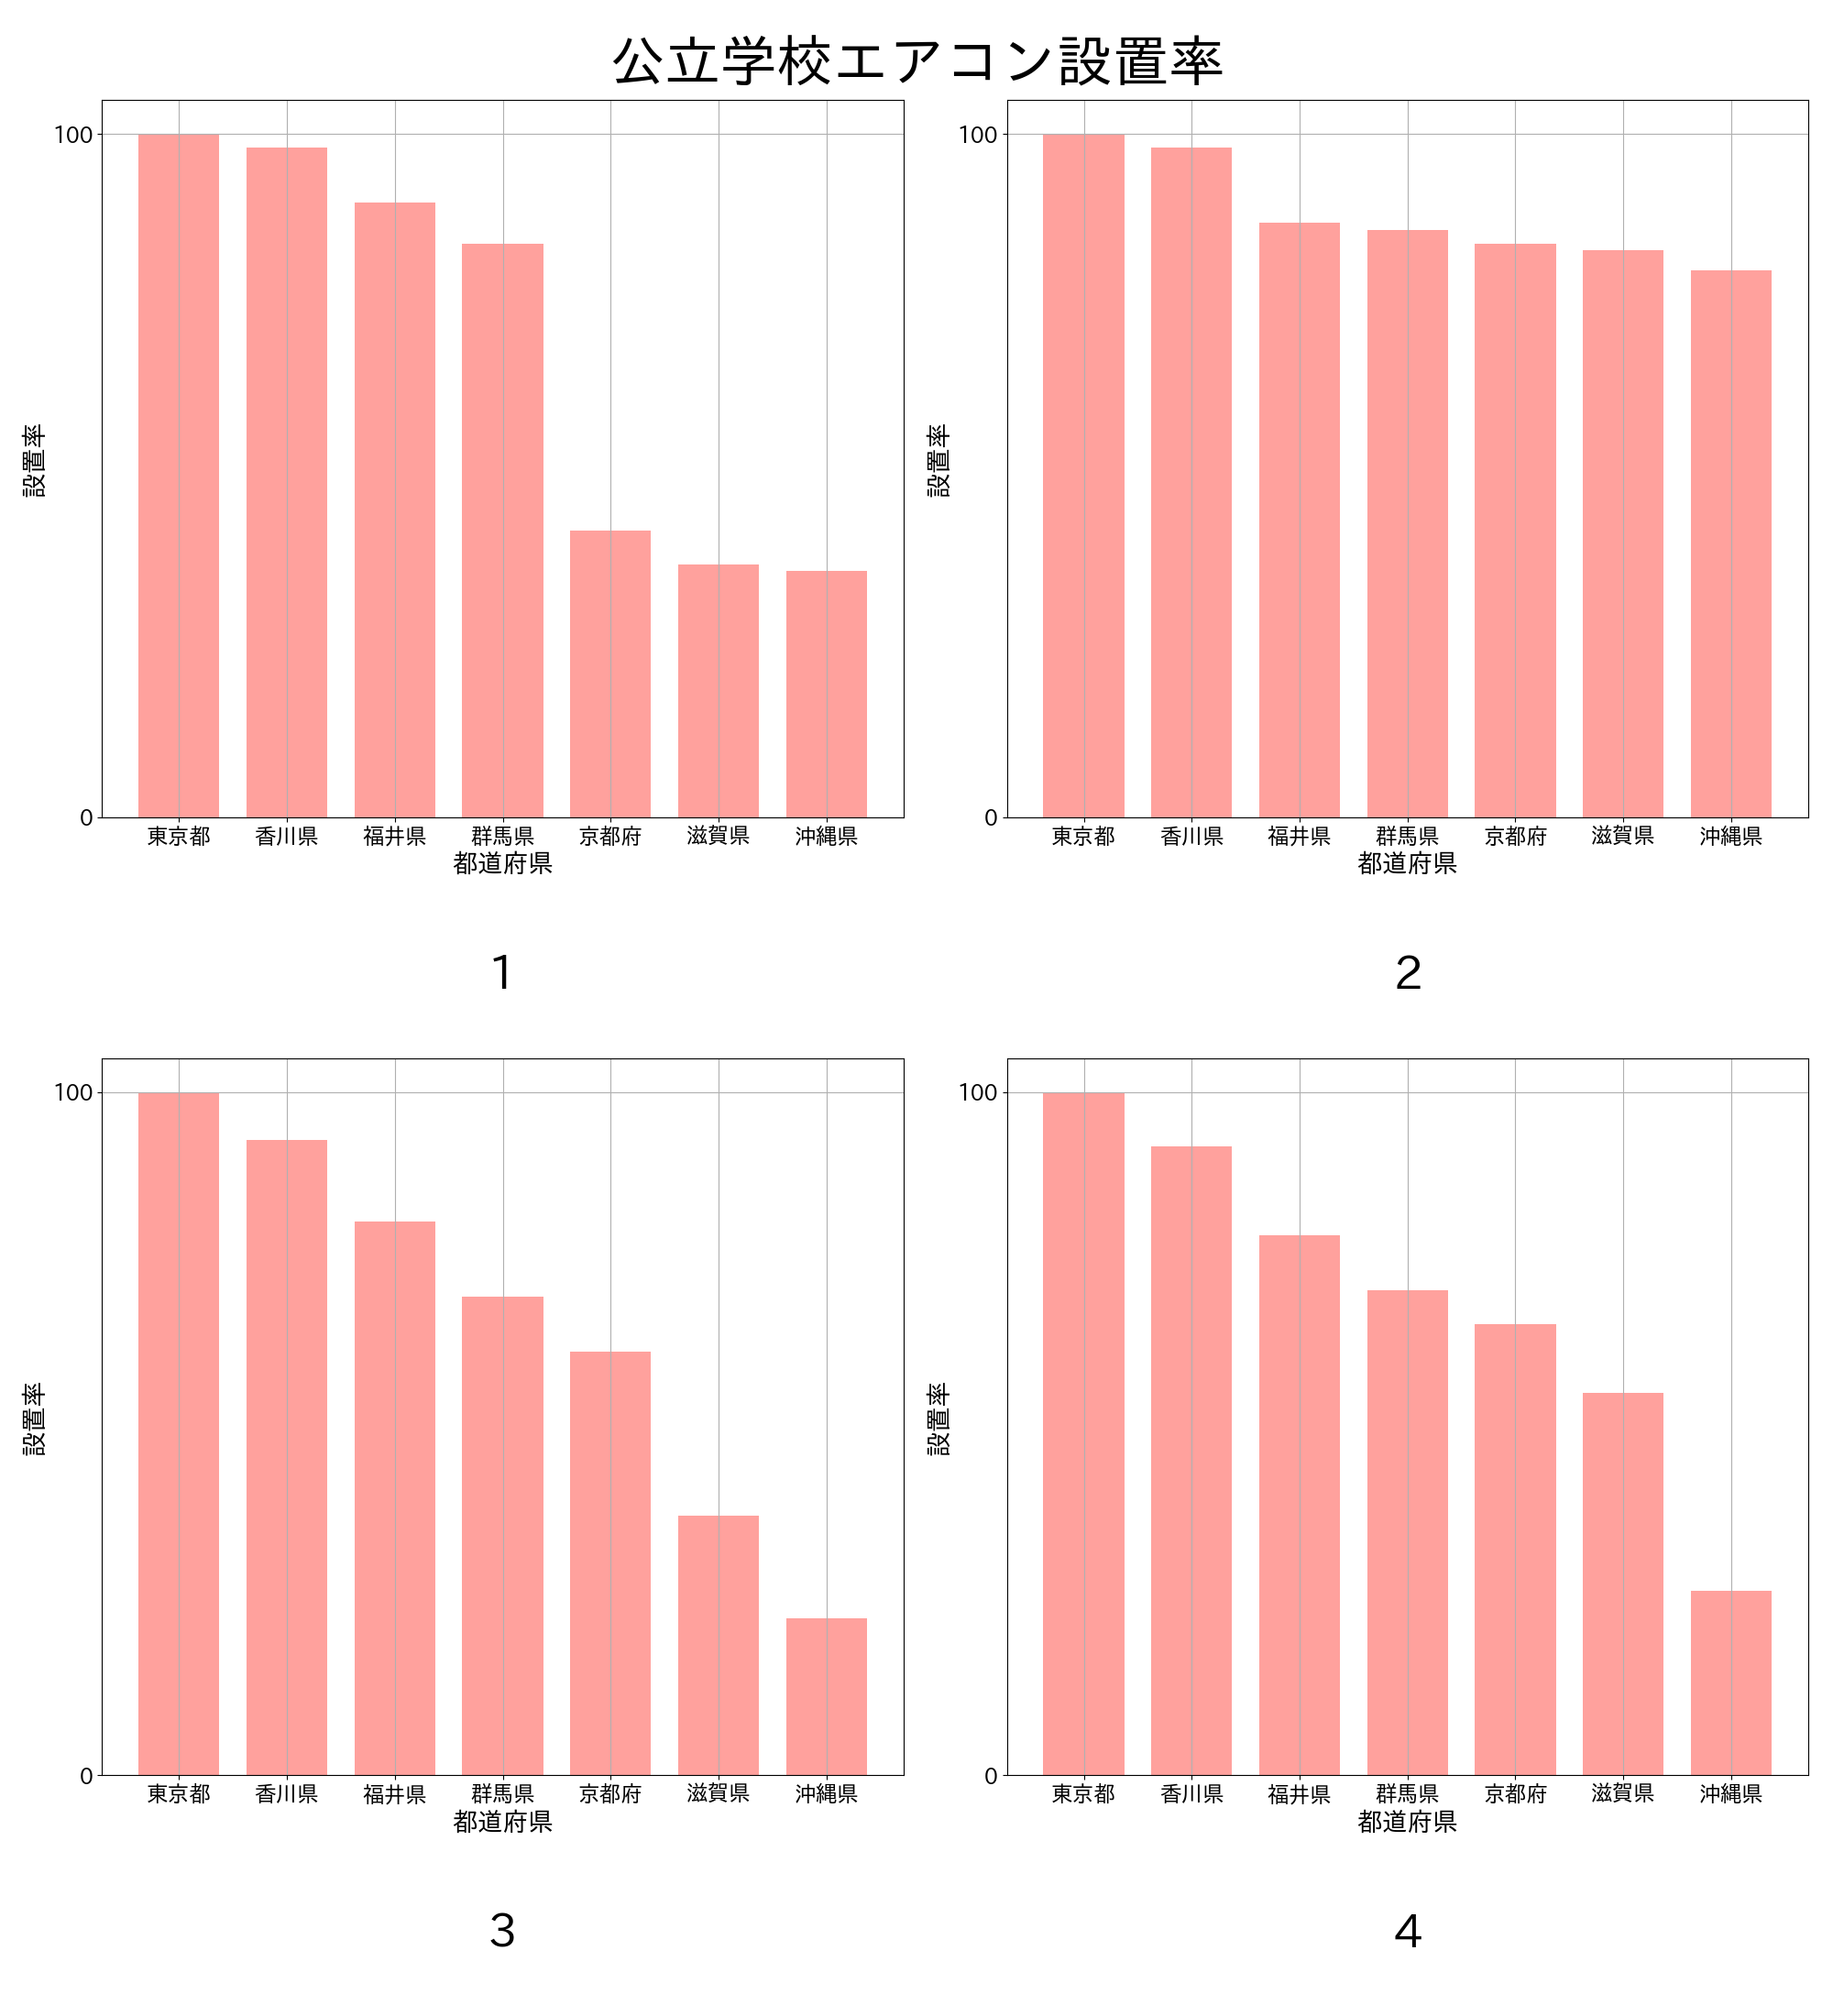 公立学校エアコン設置率
100
0
設置率
東京都 香川県 福井県 群馬県 京都府 滋賀県 沖縄県
都道府県
1
100
0
設置率
東京都 香川県 福井県 群馬県 京都府 滋賀県 沖縄県
都道府県
2
100
0
設置率
東京都 香川県 福井県 群馬県 京都府 滋賀県 沖縄県
都道府県
3
100
0
設置率
東京都 香川県 福井県 群馬県 京都府 滋賀県 沖縄県
都道府県
4